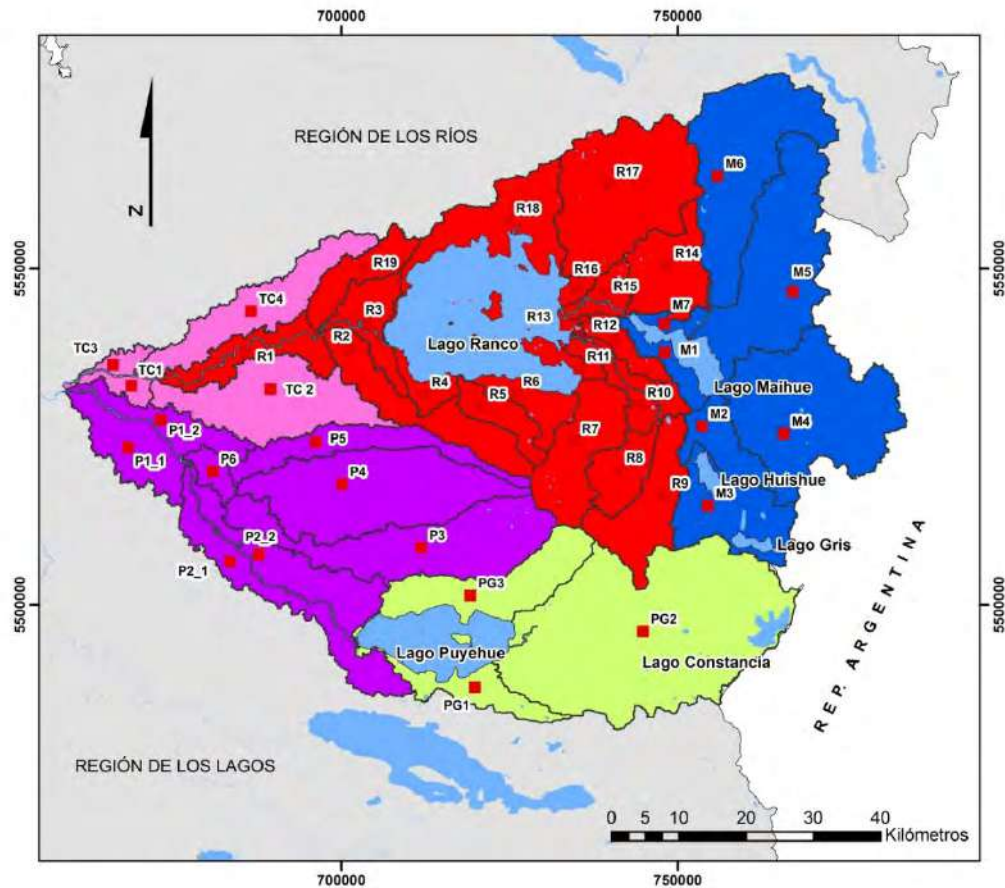 700000
750000
REGIÓN DE LOS RÍOS
N
M6
R17
R18
R19
R14
M5
5550000
5550000
R16
TC4
R15
R3
M7
R13
R12
TC3
R2
Lago Ranco
M1
R1
TC1
R11
R6
TC 2
Lago Maihue
R4
R5
R10
P1_2
R7
M2
M4
P5
P1_1
P6
P4
R8
Lago Huishue
R9
M3
P2_2
P3
Lago Gris
P2_1
PG3
5500000
5500000
PG2
Lago Puyehue
Lago Constancia
PG1
REP. ARGENTINA
REGIÓN DE LOS LAGOS
0 5 10 20 30 40
Kilómetros
700000
750000